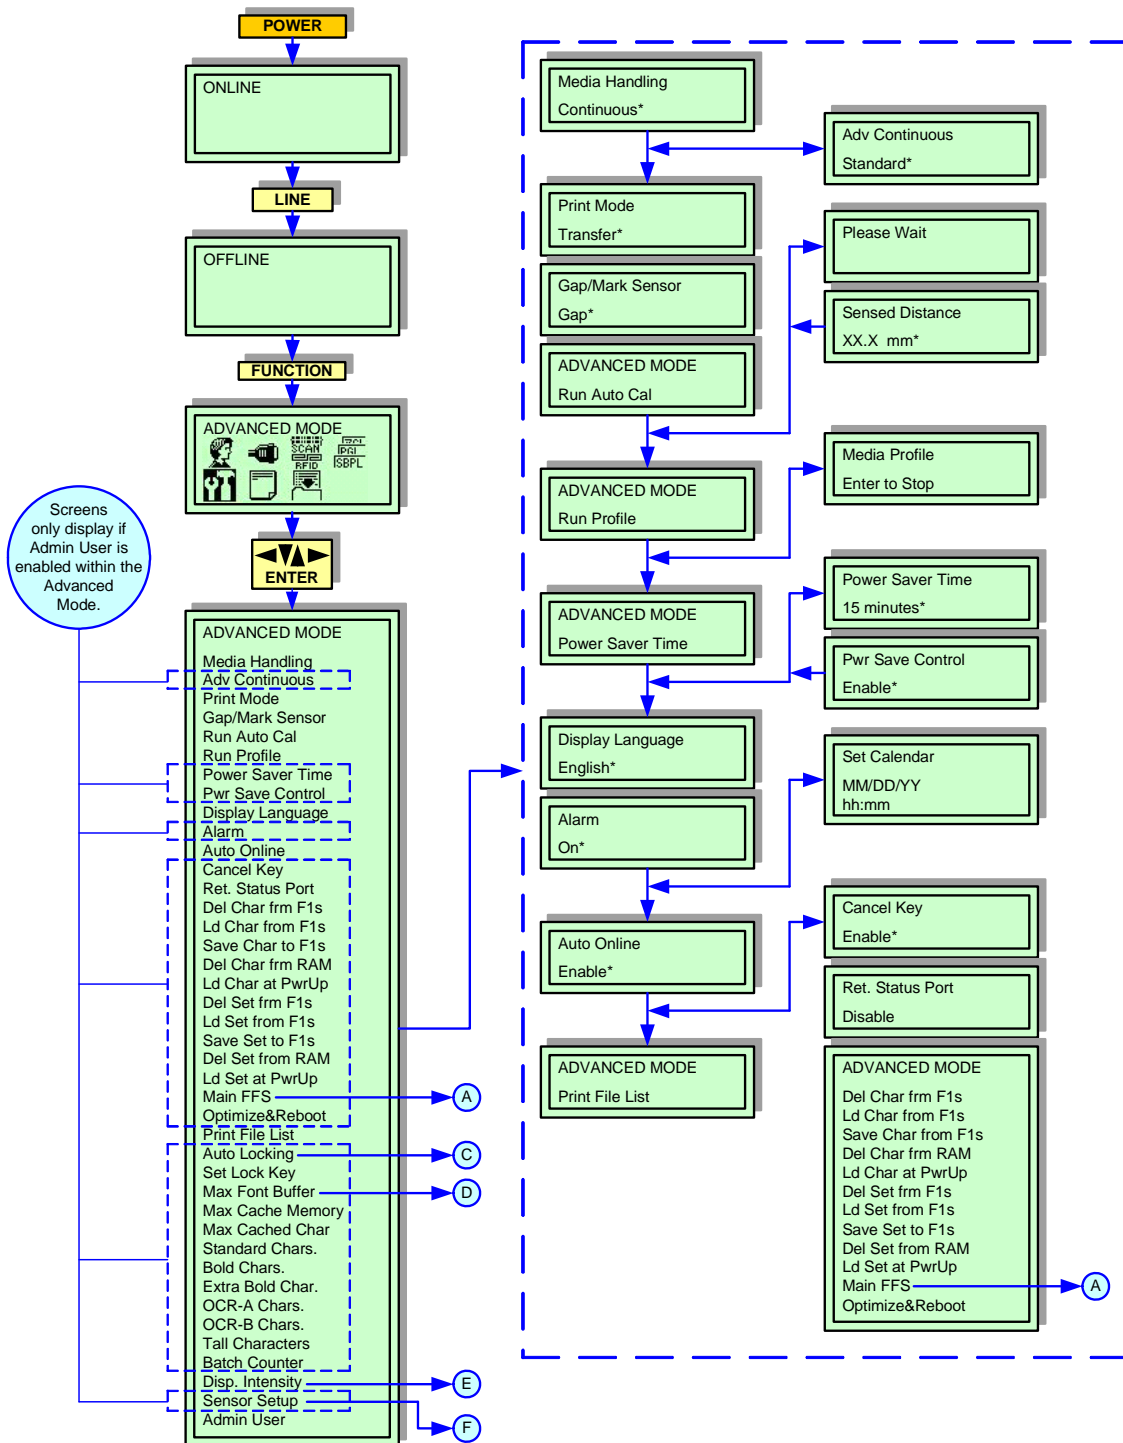 POWER
ONLINE
LINE
OFFLINE
FUNCTION
ADVANCED MODE
SCAN
RFID
PGL
ISBPL
ENTER
Screens
only display if
Admin User is
enabled within the
Advanced
Mode.
ADVANCED MODE
Media Handling
Adv Continuous
Print Mode
Gap/Mark Sensor
Run Auto Cal
Run Profile
Power Saver Time
Pwr Save Control
Display Language
Alarm
Auto Online
Cancel Key
Ret. Status Port
Del Char frm F1s
Ld Char from F1s
Save Char to F1s
Del Char frm RAM
Ld Char at PwrUp
Del Set frm F1s
Ld Set from F1s
Save Set to F1s
Del Set from RAM
Ld Set at PwrUp
Main FFS
A
Optimize&Reboot
Print File List
Auto Locking
C
Set Lock Key
Max Font Buffer
D
Max Cache Memory
Max Cached Char
Standard Chars.
Bold Chars.
Extra Bold Char.
OCR-A Chars.
OCR-B Chars.
Tall Characters
Batch Counter
Disp. Intensity
E
Sensor Setup
F
Admin User
Media Handling
Continuous*
Adv Continuous
Standard*
Print Mode
Transfer*
Gap/Mark Sensor
Gap*
ADVANCED MODE
Run Auto Cal
Please Wait
Sensed Distance
XX.X mm*
ADVANCED MODE
Run Profile
Media Profile
Enter to Stop
ADVANCED MODE
Power Saver Time
Power Saver Time
15 minutes*
Pwr Save Control
Enable*
Display Language
English*
Alarm
On*
Set Calendar
MM/DD/YY
hh:mm
Auto Online
Enable*
Cancel Key
Enable*
Ret. Status Port
Disable
ADVANCED MODE
Print File List
ADVANCED MODE
Del Char frm F1s
Ld Char from F1s
Save Char from F1s
Del Char frm RAM
Ld Char at PwrUp
Del Set frm F1s
Ld Set from F1s
Save Set to F1s
Del Set from RAM
Ld Set at PwrUp
Main FFS
A
Optimize&Reboot